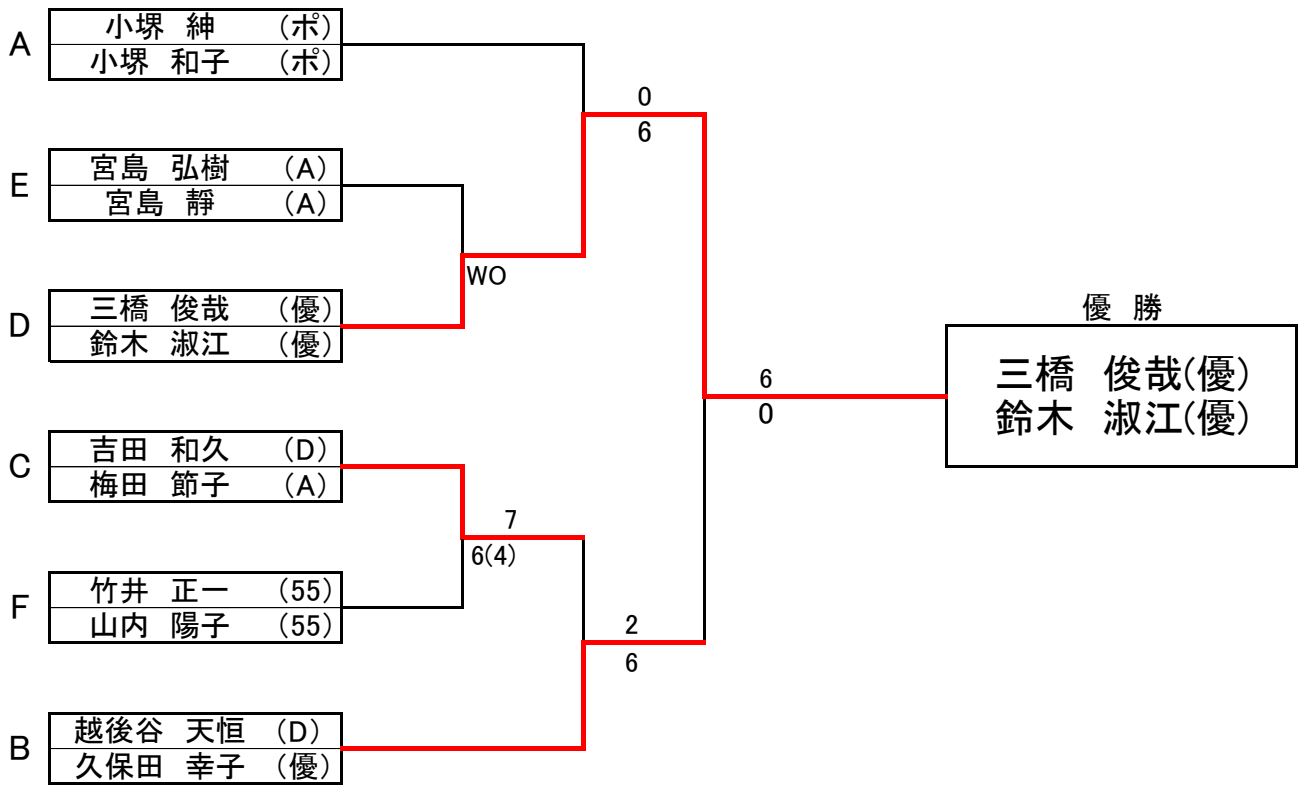 A
小堺 紳 (ポ)
小堺 和子 (ポ)
0
6
E
宮島 弘樹 (A)
宮島 靜 (A)
WO
D
三橋 俊哉 (優)
鈴木 淑江 (優)
優 勝
三橋 俊哉(優)
鈴木 淑江(優)
6
0
C
吉田 和久 (D)
梅田 節子 (A)
7
6(4)
F
竹井 正一 (55)
山内 陽子 (55)
2
6
B
越後谷 天恒 (D)
久保田 幸子 (優)